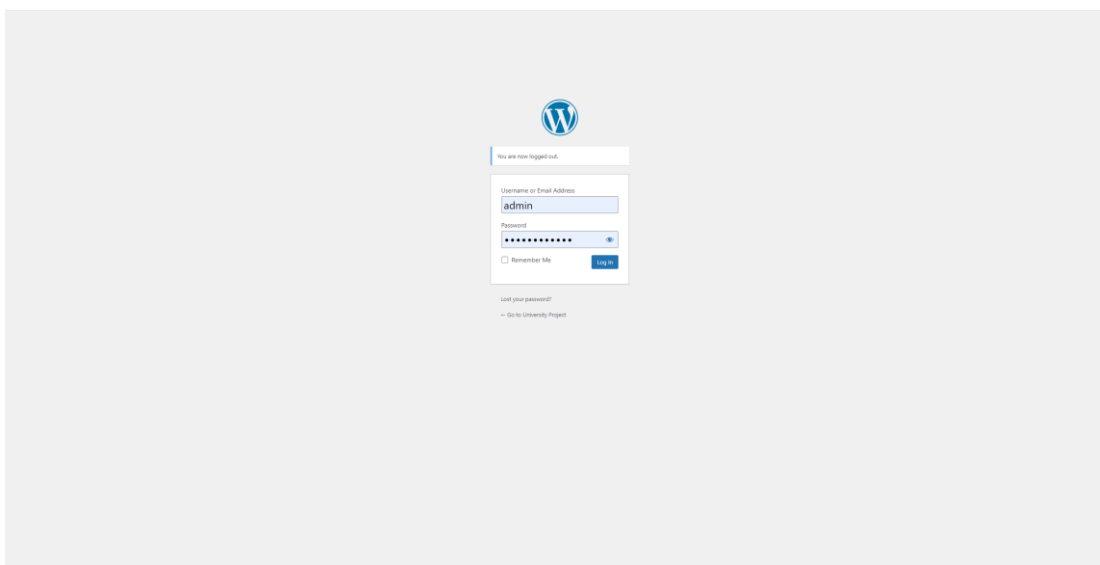 You are now logged out.
Username or Email Address
admin
Password
••••••••••••
Remember Me
Log In
Lost your password?
← Go to University Project